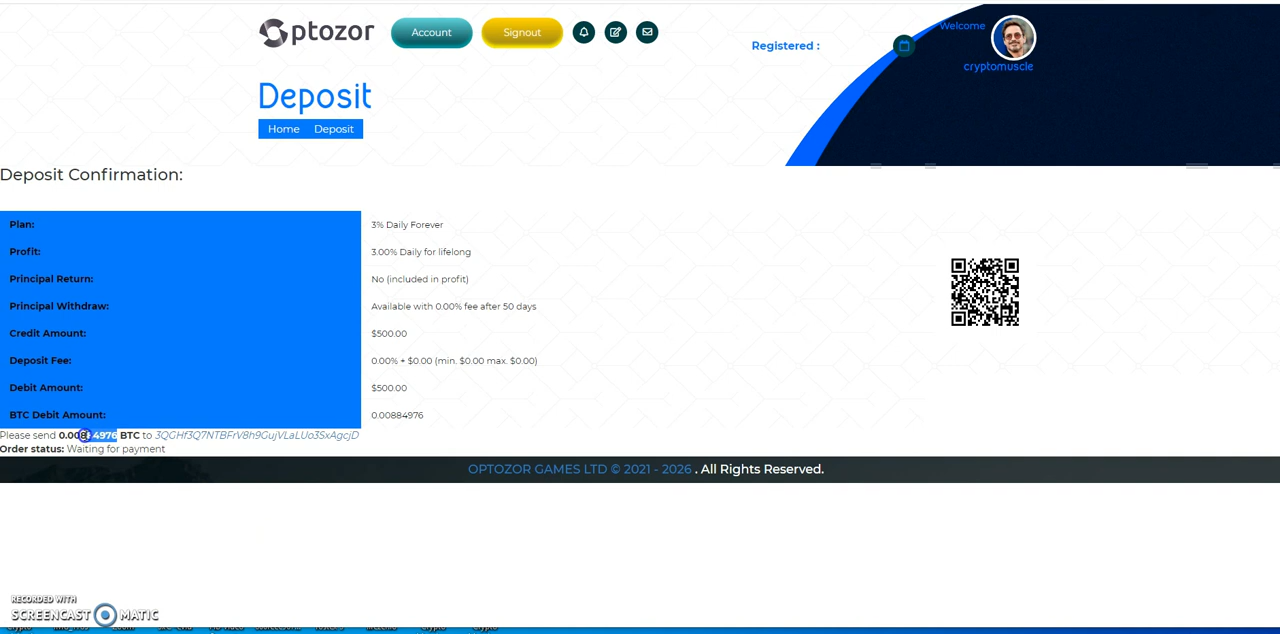 ptozor
Account
Signout
Registered :
Welcome
cryptomuscle
Deposit
Home Deposit
Deposit Confirmation:
Plan: 3% Daily Forever
Profit: 3.00% Daily for lifelong
Principal Return: No (included in profit)
Principal Withdraw: Available with 0.00% fee after 50 days
Credit Amount: $500.00
Deposit Fee: 0.00% + $0.00 (min. $0.00 max. $0.00)
Debit Amount: $500.00
BTC Debit Amount: 0.00884976
Please send 0.00884976 BTC to 3QGHf3Q7NTBFrV8h9GujVLaLUo3SxAgcjD
Order status: Waiting for payment
OPTOZOR GAMES LTD © 2021 - 2026 . All Rights Reserved.
RECORDED WITH
SCREENCAST MATIC